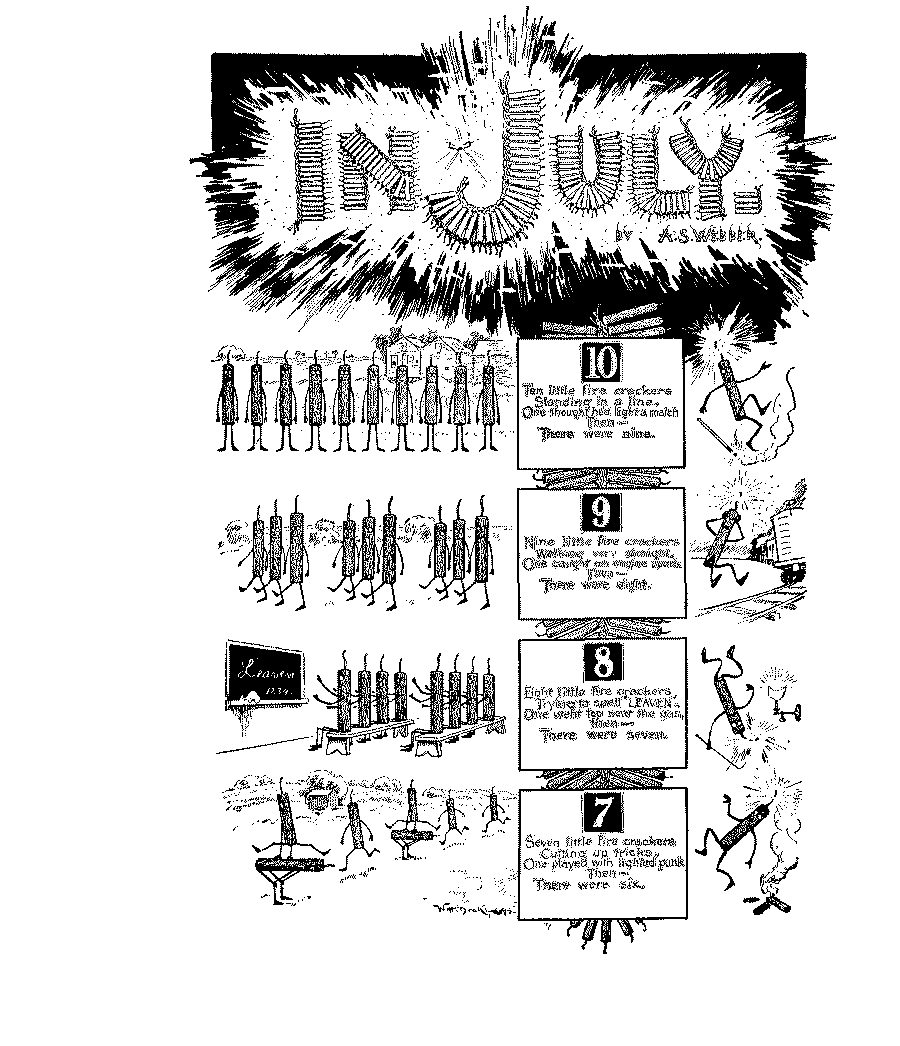 IN JULY.
BY A.S. WEBBER.
10
Ten little fire crackers
Standing in a line,
One thought he'd light a match
Then—
There were nine.
9
Nine little fire crackers
Walking very straight,
One caught an engine spark
Then—
There were eight.
8
Eight little fire crackers,
Trying to spell "LEAVEN",
One went too near the gas,
Then—
There were seven.
Leaven
1234
7
Seven little fire crackers
Cutting up tricks,
One played with lighted punk
Then—
There were six.